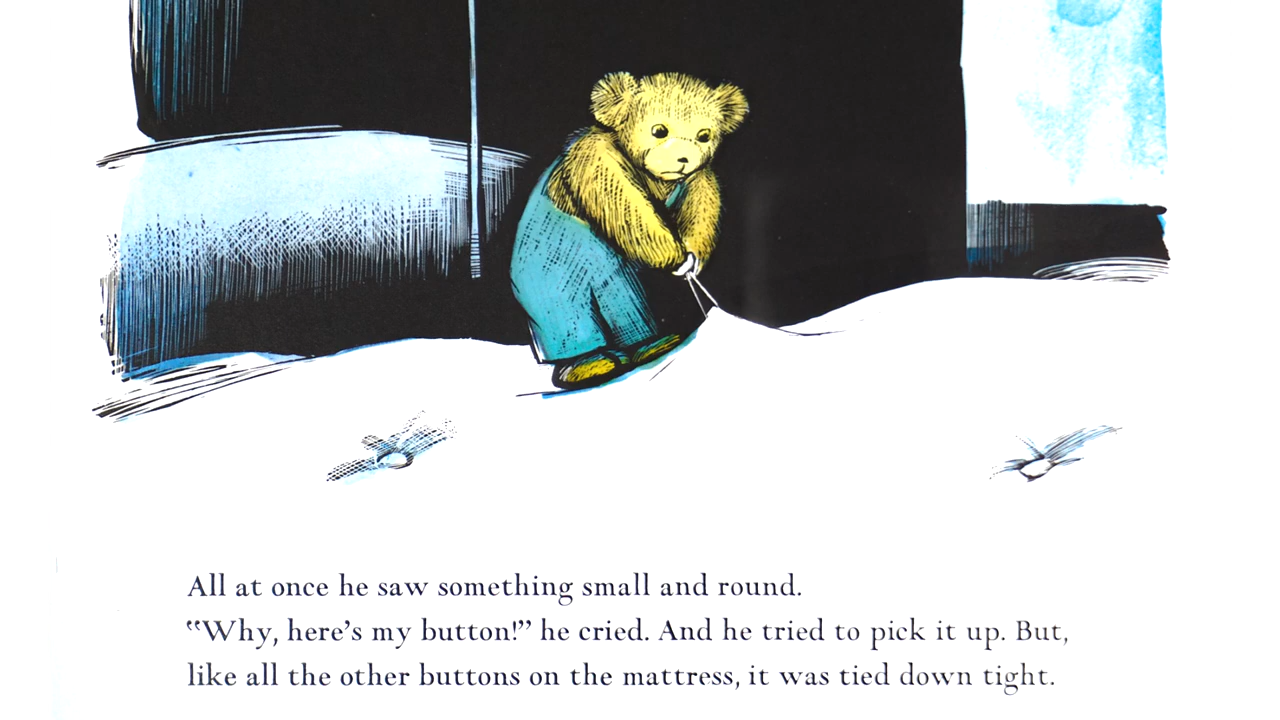 All at once he saw something small and round.
“Why, here’s my button!” he cried. And he tried to pick it up. But,
like all the other buttons on the mattress, it was tied down tight.